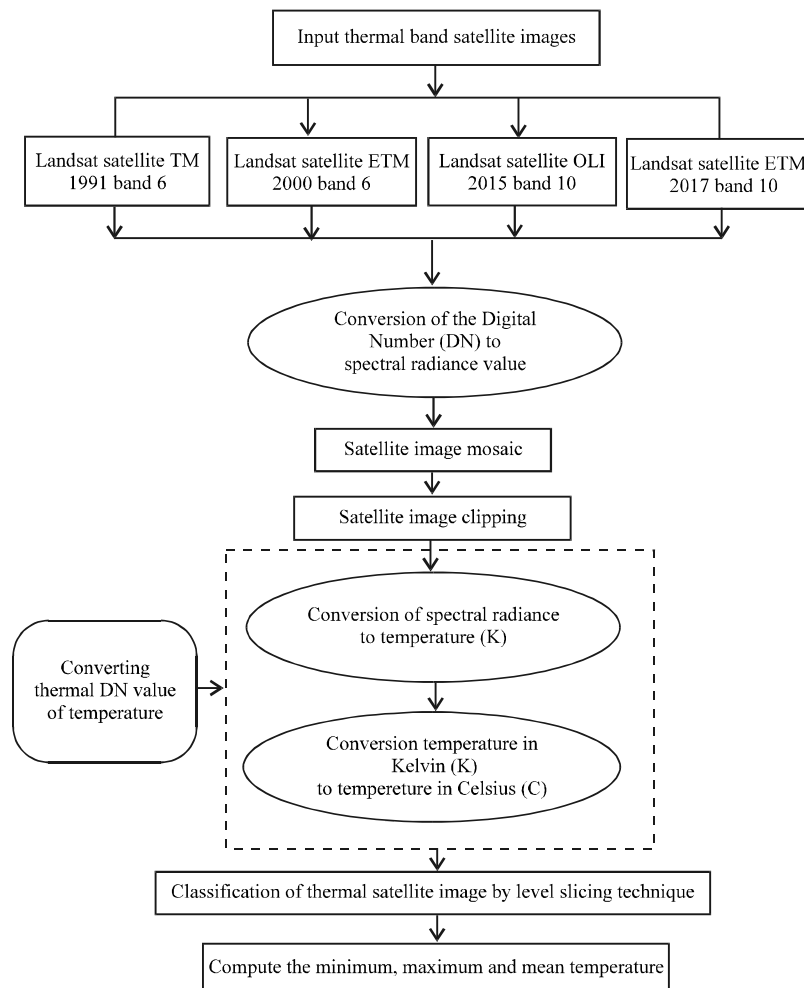 Input thermal band satellite images
Landsat satellite TM
1991 band 6
Landsat satellite ETM
2000 band 6
Landsat satellite OLI
2015 band 10
Landsat satellite ETM
2017 band 10
Conversion of the Digital
Number (DN) to
spectral radiance value
Satellite image mosaic
Satellite image clipping
Conversion of spectral radiance
to temperature (K)
Converting
thermal DN value
of temperature
Conversion temperature in
Kelvin (K)
to tempereture in Celsius (C)
Classification of thermal satellite image by level slicing technique
Compute the minimum, maximum and mean temperature